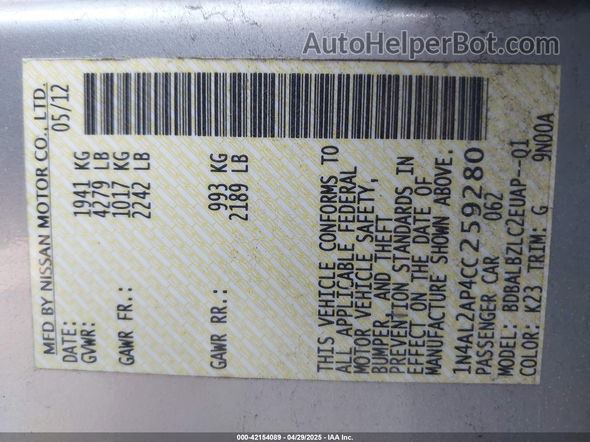 AutoHelperBot.com
MFD BY NISSAN MOTOR CO., LTD.
DATE: 05/12
GVWR: 1941 KG
4279 LB
GAWR FR.: 1017 KG
2242 LB
GAWR RR.: 993 KG
2189 LB
THIS VEHICLE CONFORMS TO
ALL APPLICABLE FEDERAL
MOTOR VEHICLE SAFETY,
BUMPER, AND THEFT
PREVENTION STANDARDS IN
EFFECT ON THE DATE OF
MANUFACTURE SHOWN ABOVE.
1N4AL2AP4CC259280
PASSENGER CAR 062
MODEL: BDBALBZLC2EUAP--Q1
COLOR: K23 TRIM: G 9N00A
000-42154089 - 04/29/2025 - IAA Inc.